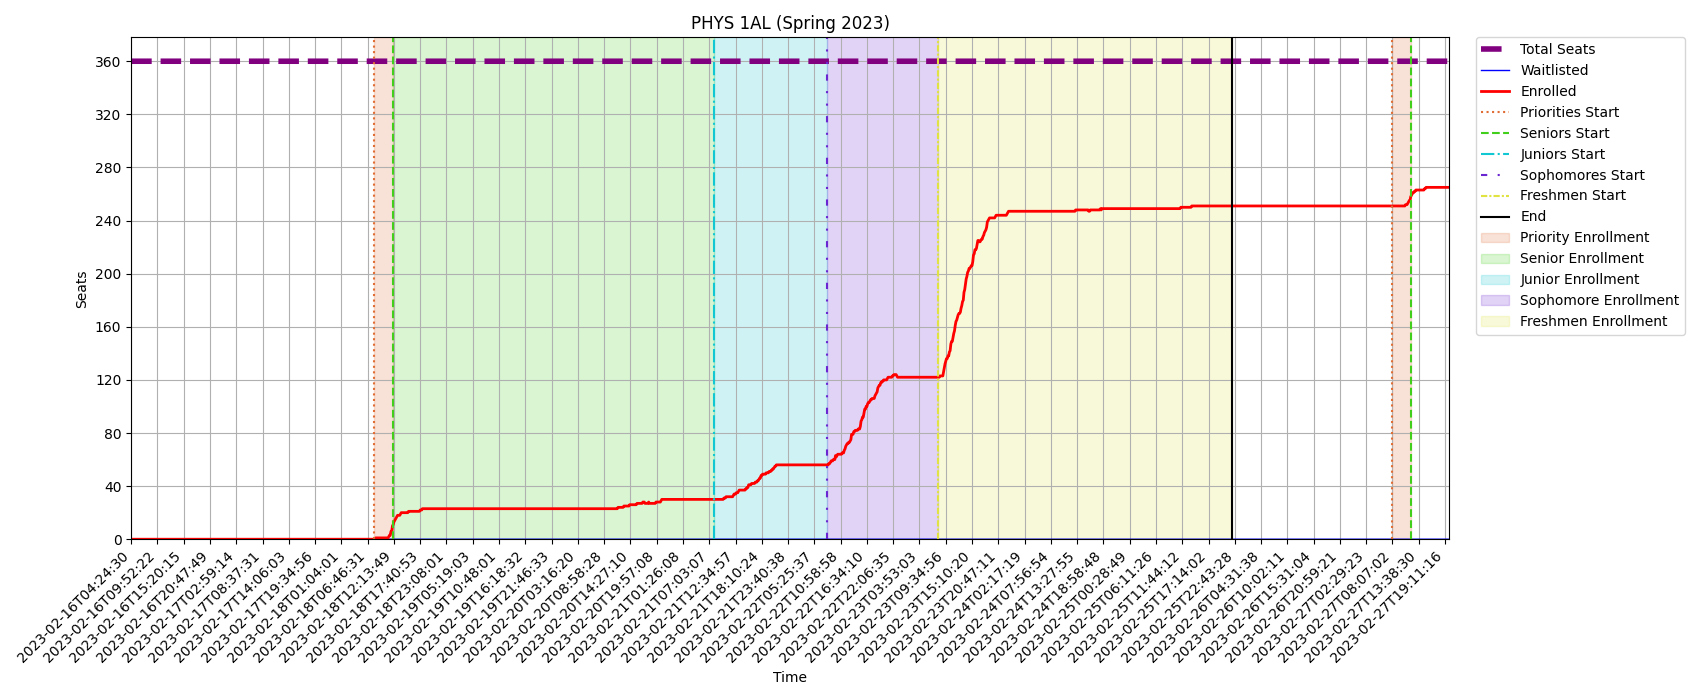 PHYS 1AL (Spring 2023)
Seats
360
320
280
240
200
160
120
80
40
0
2023-02-16T04:24:30
2023-02-16T09:52:22
2023-02-16T15:20:15
2023-02-16T20:47:49
2023-02-17T02:59:14
2023-02-17T08:37:31
2023-02-17T14:06:03
2023-02-17T19:34:56
2023-02-18T01:04:01
2023-02-18T06:46:31
2023-02-18T12:13:49
2023-02-18T17:40:53
2023-02-18T23:08:01
2023-02-19T05:19:03
2023-02-19T10:48:01
2023-02-19T16:18:32
2023-02-19T21:46:33
2023-02-20T03:16:20
2023-02-20T08:58:28
2023-02-20T14:27:10
2023-02-20T19:57:08
2023-02-21T01:26:08
2023-02-21T07:03:07
2023-02-21T12:34:57
2023-02-21T18:10:24
2023-02-21T23:40:38
2023-02-22T05:25:37
2023-02-22T10:58:58
2023-02-22T16:34:10
2023-02-22T22:06:35
2023-02-23T03:53:03
2023-02-23T09:34:56
2023-02-23T15:10:20
2023-02-23T20:47:11
2023-02-24T02:17:19
2023-02-24T07:56:54
2023-02-24T13:27:55
2023-02-24T18:58:48
2023-02-25T00:28:49
2023-02-25T06:11:26
2023-02-25T11:44:12
2023-02-25T17:14:02
2023-02-25T22:43:28
2023-02-26T04:31:38
2023-02-26T10:02:11
2023-02-26T15:31:04
2023-02-26T20:59:21
2023-02-27T02:29:23
2023-02-27T08:07:02
2023-02-27T13:38:30
2023-02-27T19:11:16
Time
Total Seats
Waitlisted
Enrolled
Priorities Start
Seniors Start
Juniors Start
Sophomores Start
Freshmen Start
End
Priority Enrollment
Senior Enrollment
Junior Enrollment
Sophomore Enrollment
Freshmen Enrollment